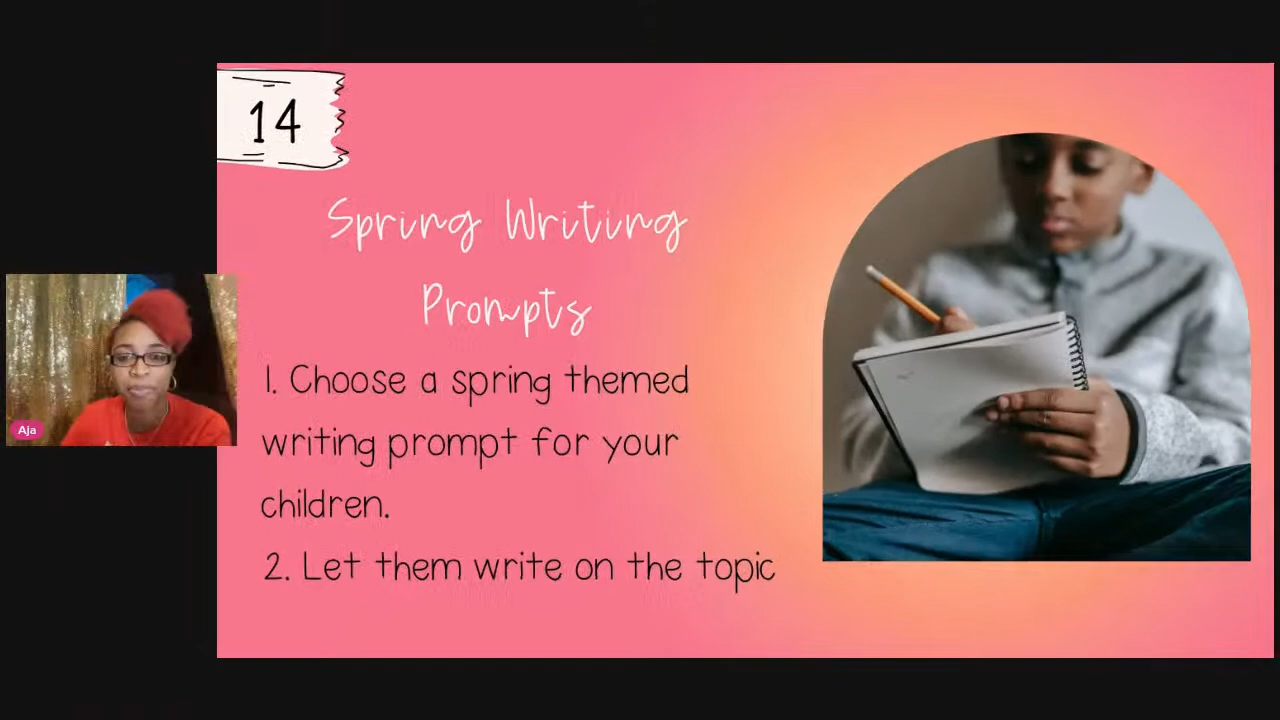 14
Spring Writing
Prompts
1. Choose a spring themed
writing prompt for your
children.
2. Let them write on the topic
Aja